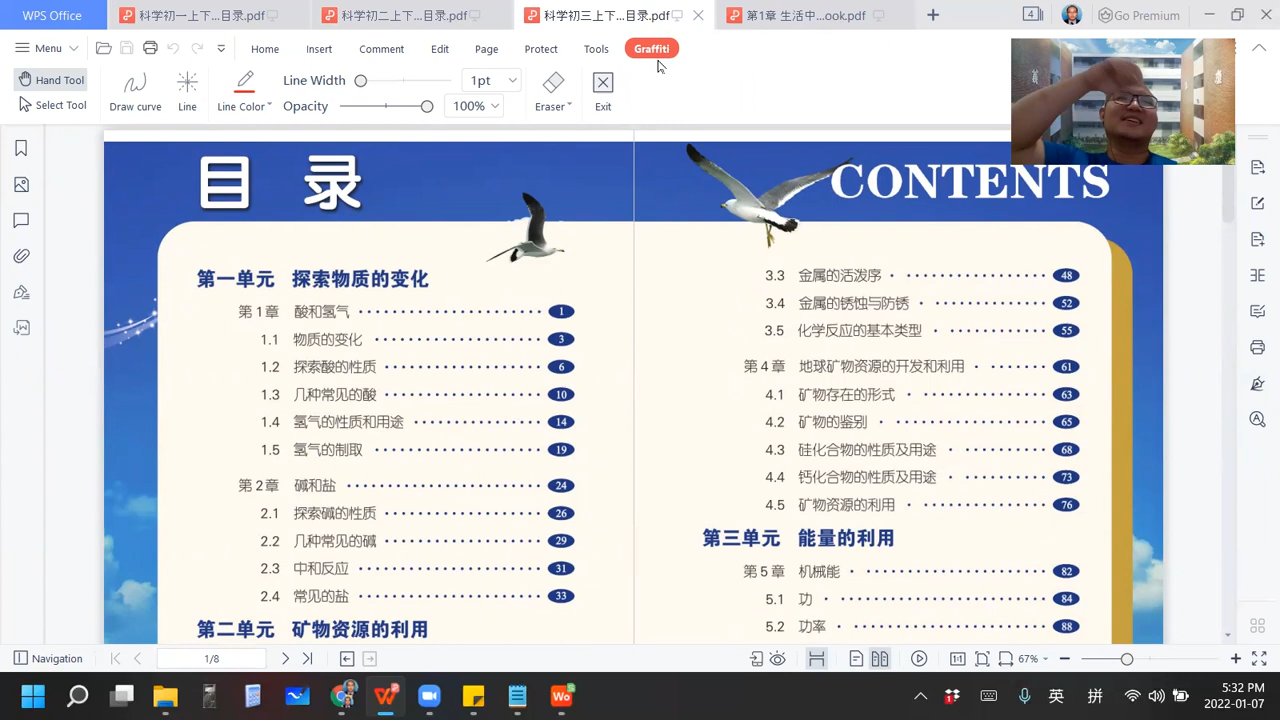 WPS Office
科学初一上下...目录.pdf
科学初二上下...目录.pdf
科学初三上下...目录.pdf
第1章 生活中...ook.pdf
4
Go Premium
Menu
Home
Insert
Comment
Edit
Page
Protect
Tools
Graffiti
Hand Tool
Select Tool
Draw curve
Line
Line Color
Line Width
1pt
Opacity
100%
Eraser
Exit
目 录
CONTENTS
第一单元 探索物质的变化
第1章 酸和氢气 1
1.1 物质的变化 3
1.2 探索酸的性质 6
1.3 几种常见的酸 10
1.4 氢气的性质和用途 14
1.5 氢气的制取 19
第2章 碱和盐 24
2.1 探索碱的性质 26
2.2 几种常见的碱 29
2.3 中和反应 31
2.4 常见的盐 33
第二单元 矿物资源的利用
3.3 金属的活泼序 48
3.4 金属的锈蚀与防锈 52
3.5 化学反应的基本类型 55
第4章 地球矿物资源的开发和利用 61
4.1 矿物存在的形式 63
4.2 矿物的鉴别 65
4.3 硅化合物的性质及用途 68
4.4 钙化合物的性质及用途 73
4.5 矿物资源的利用 76
第三单元 能量的利用
第5章 机械能 82
5.1 功 84
5.2 功率 88
Navigation
1/8
67%
英
拼
5:32 PM
2022-01-07